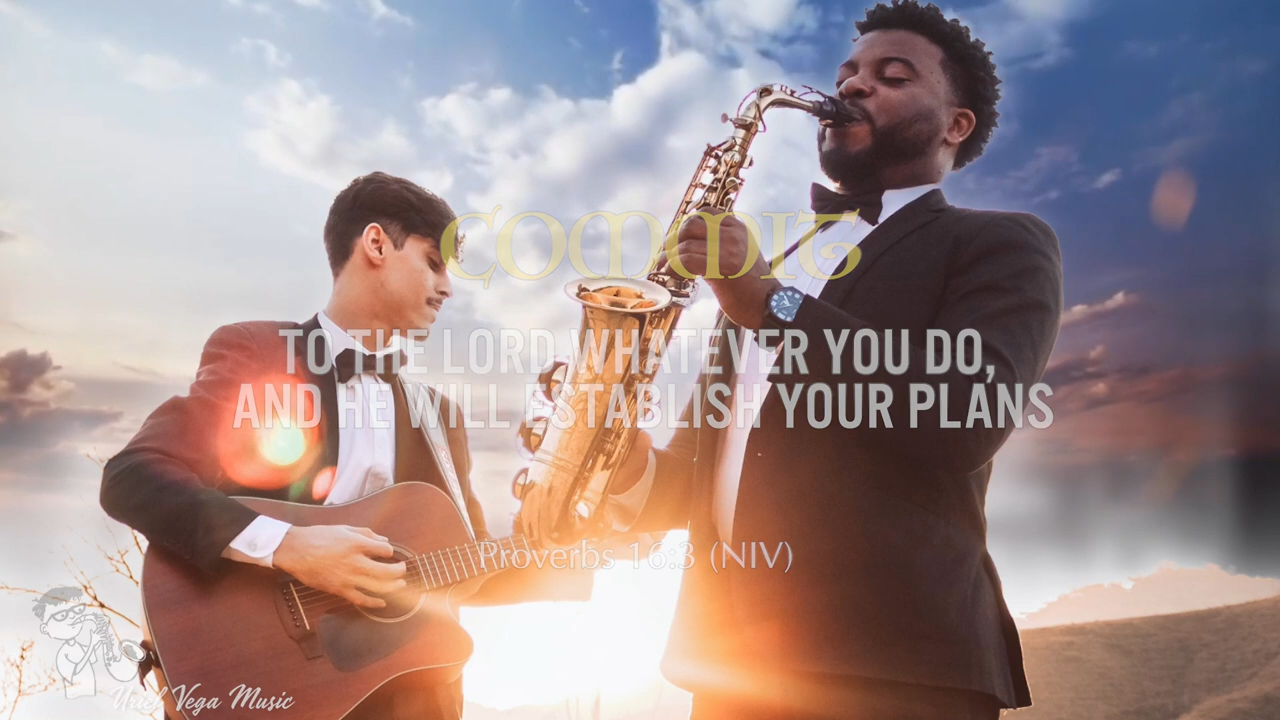 COMMIT
TO THE LORD WHATEVER YOU DO,
AND HE WILL ESTABLISH YOUR PLANS
Proverbs 16:3 (NIV)
Uriel Vega Music